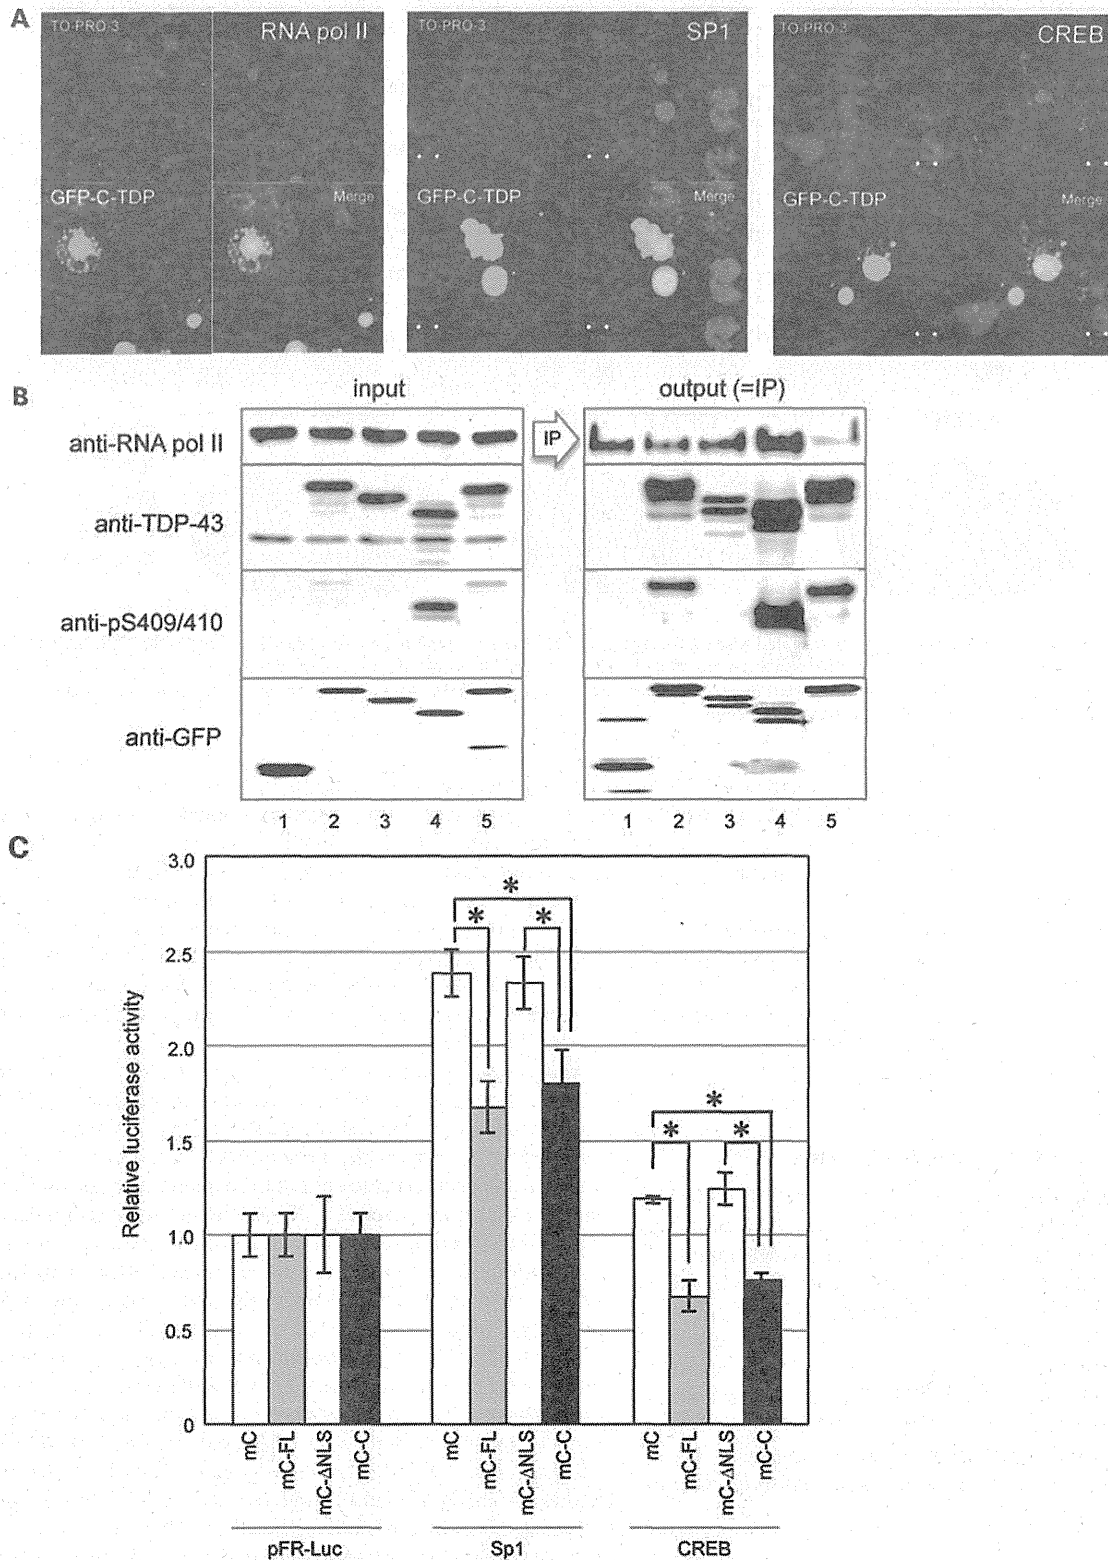 A
TO-PRO-3
RNA pol II
GFP-C-TDP
Merge
TO-PRO-3
SP1
GFP-C-TDP
Merge
TO-PRO-3
CREB
GFP-C-TDP
Merge
B
input
output (=IP)
anti-RNA pol II
IP
anti-TDP-43
anti-pS409/410
anti-GFP
1 2 3 4 5
1 2 3 4 5
C
Relative luciferase activity
3.0
2.5
2.0
1.5
1.0
0.5
0
* * *
* * *
mC mC-FL mC-ΔNLS mC-C
mC mC-FL mC-ΔNLS mC-C
mC mC-FL mC-ΔNLS mC-C
pFR-Luc
Sp1
CREB